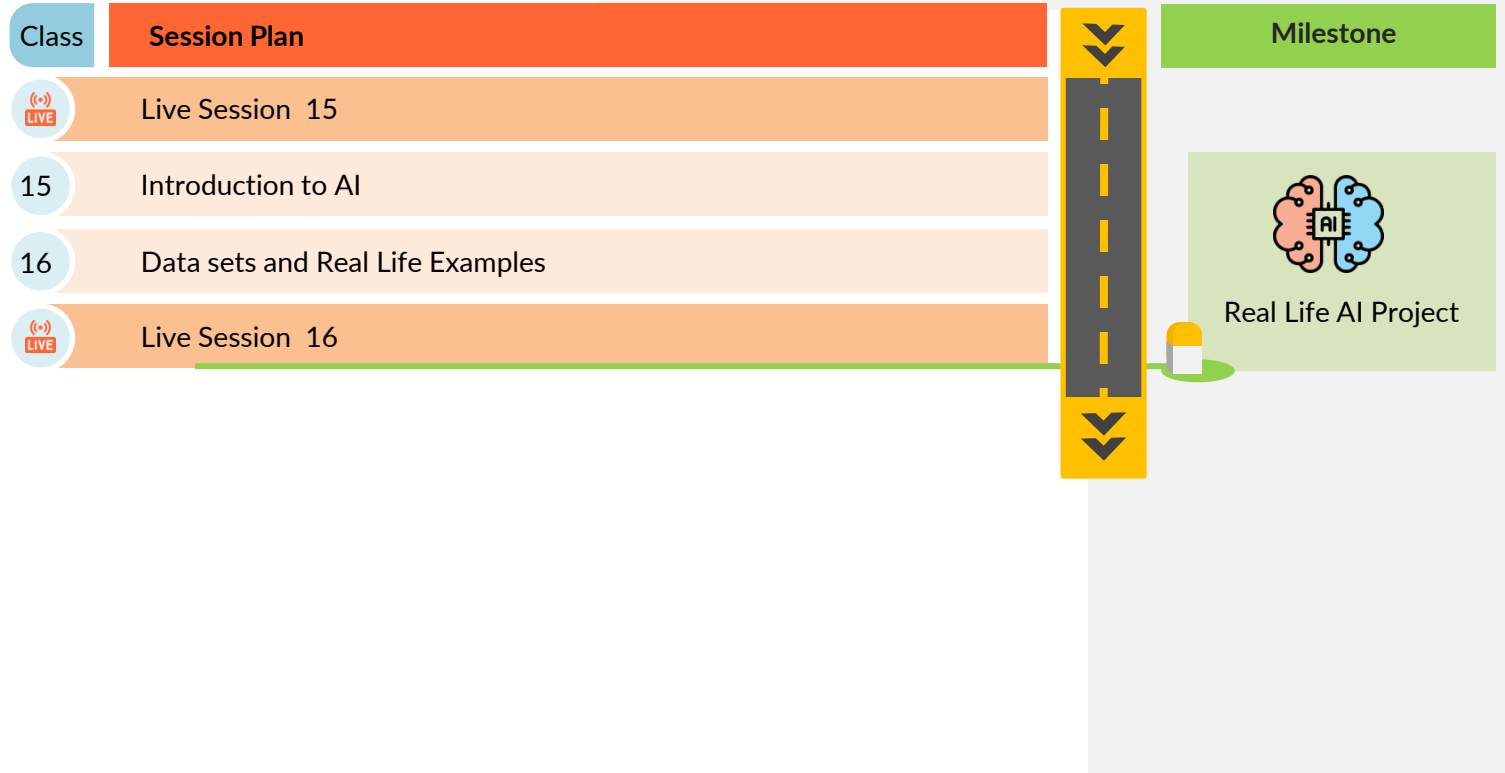 Class Session Plan Milestone
LIVE Live Session 15
15 Introduction to AI
AI
16 Data sets and Real Life Examples
Real Life AI Project
LIVE Live Session 16